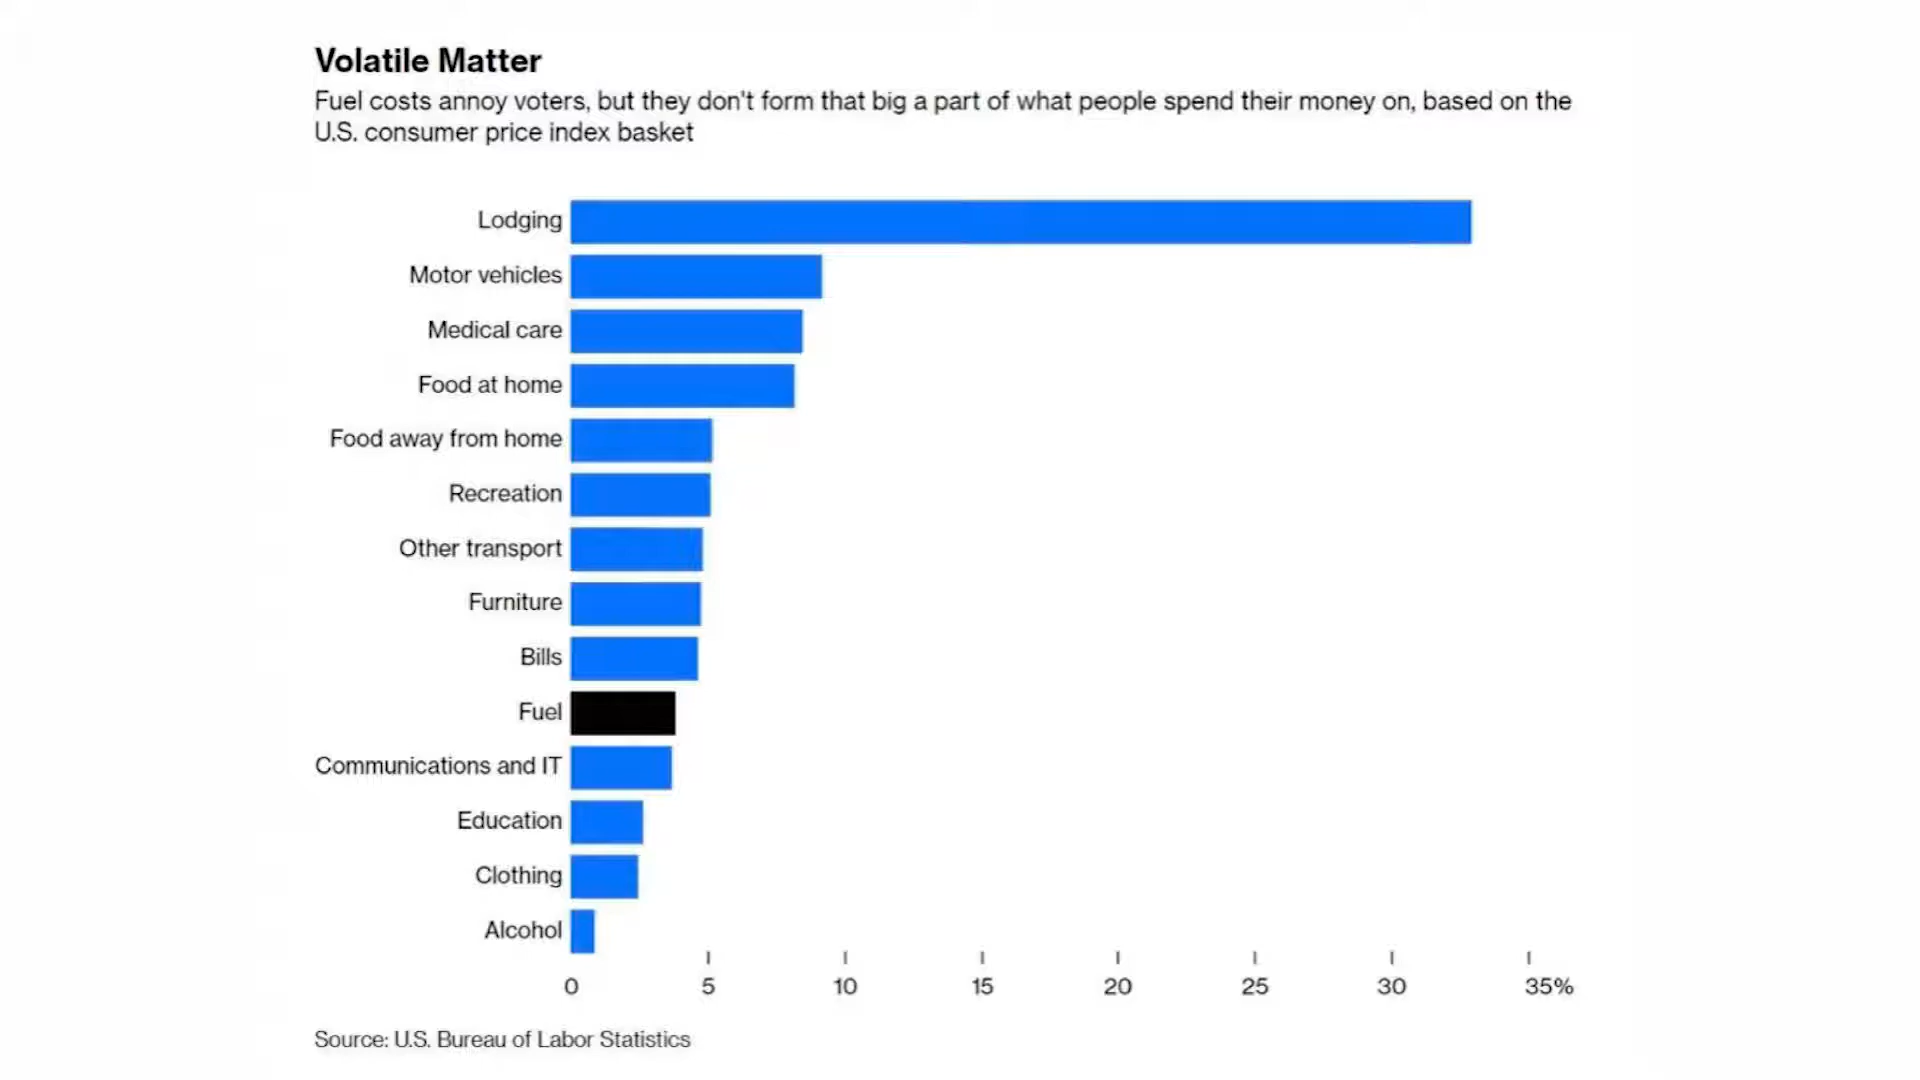 Volatile Matter
Fuel costs annoy voters, but they don't form that big a part of what people spend their money on, based on the
U.S. consumer price index basket
Lodging
Motor vehicles
Medical care
Food at home
Food away from home
Recreation
Other transport
Furniture
Bills
Fuel
Communications and IT
Education
Clothing
Alcohol
0 5 10 15 20 25 30 35%
Source: U.S. Bureau of Labor Statistics